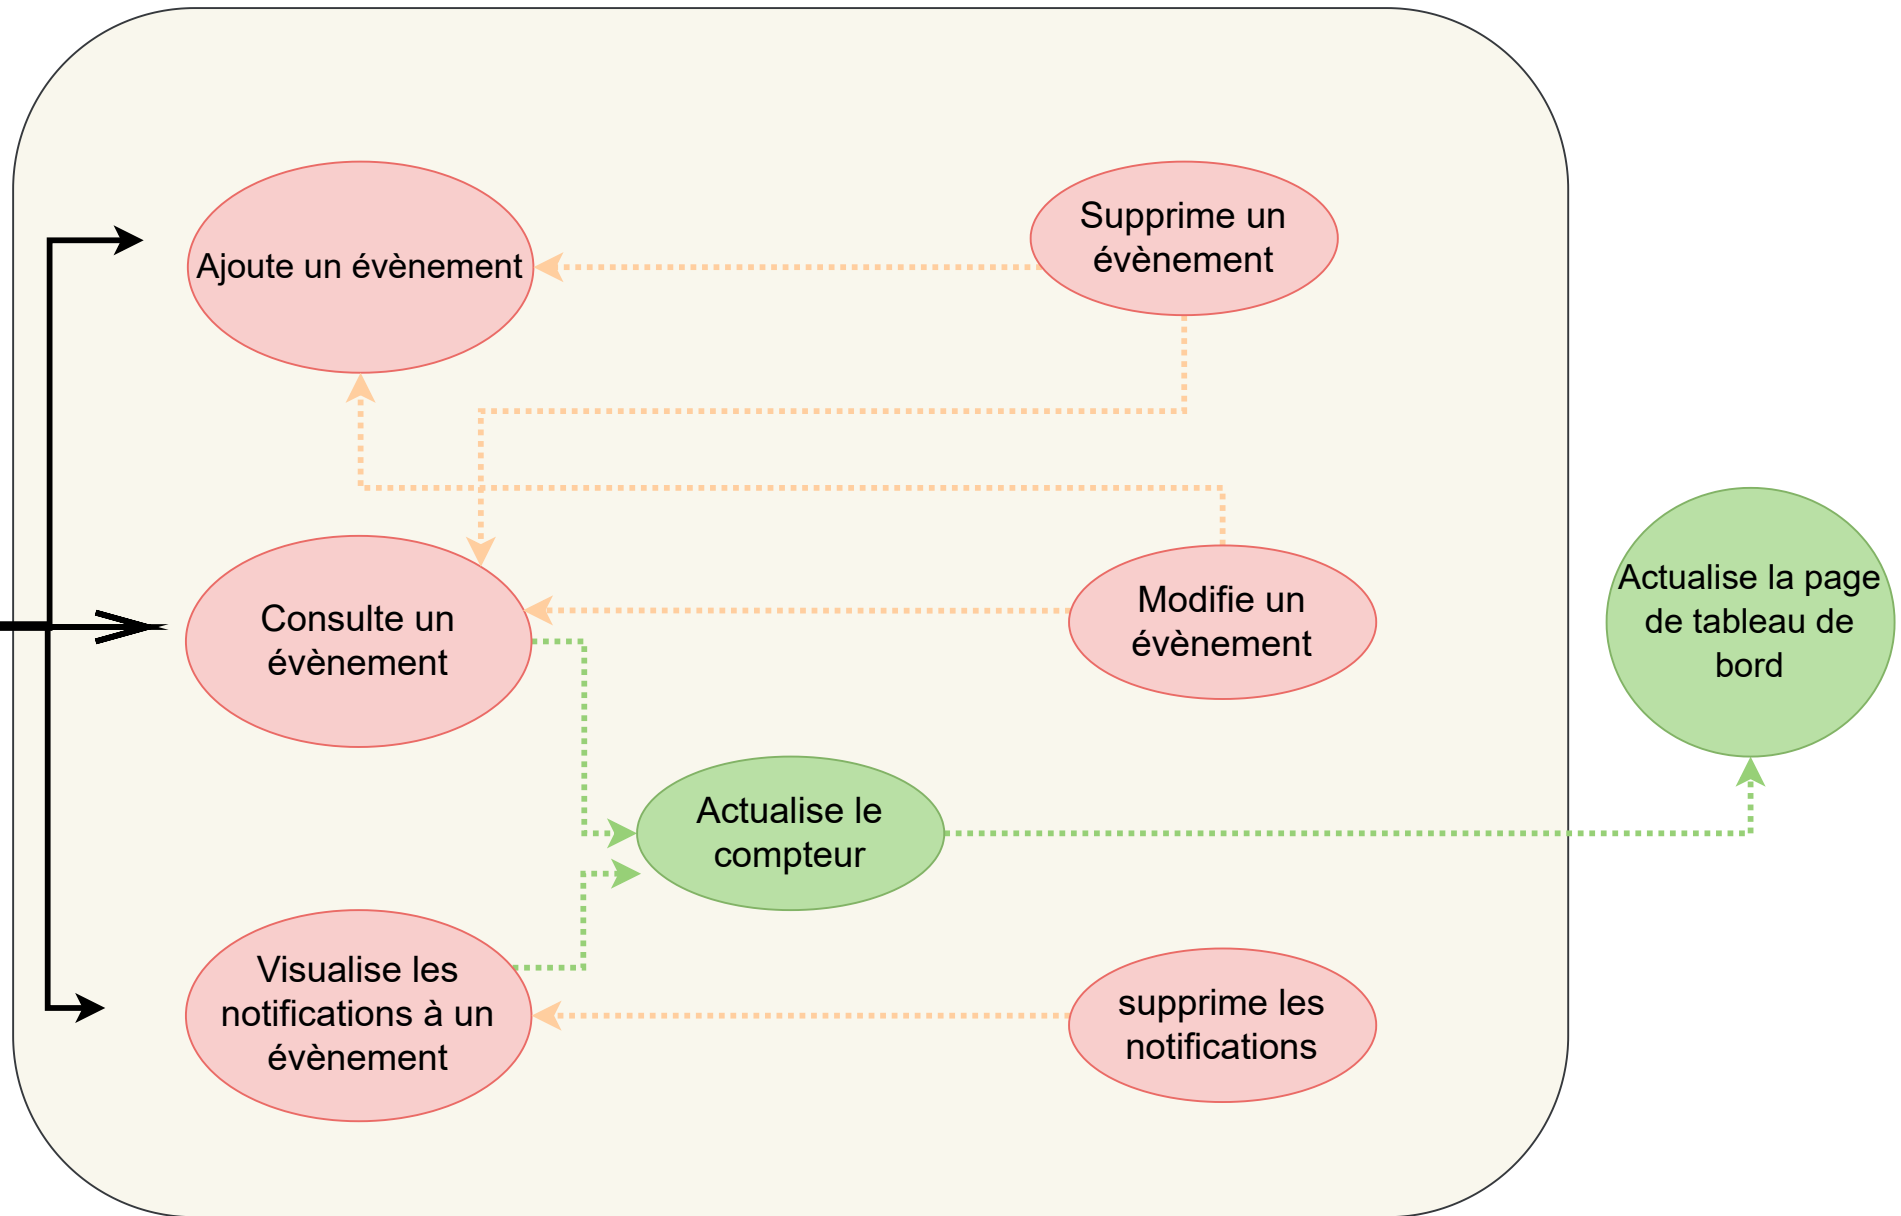 Supprime un
évènement
Ajoute un évènement
Consulte un
évènement
Modifie un
évènement
Actualise la page
de tableau de
bord
Actualise le
compteur
Visualise les
notifications à un
évènement
supprime les
notifications